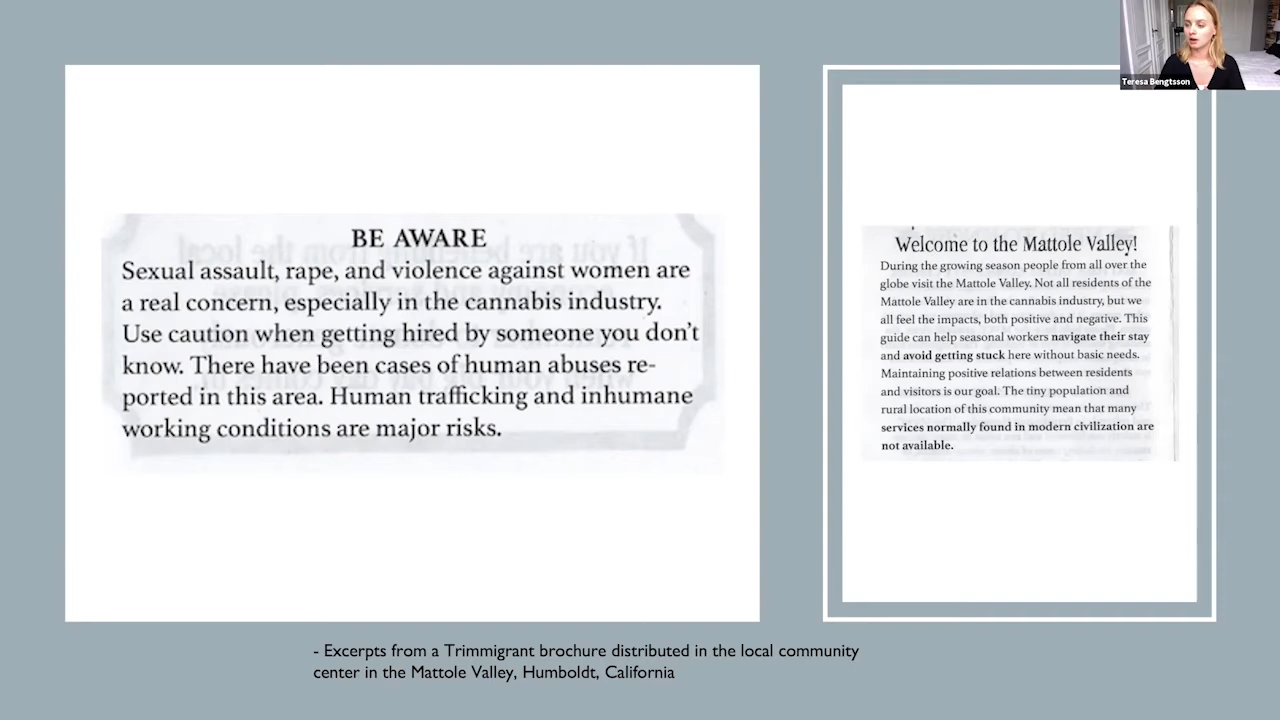 BE AWARE
Sexual assault, rape, and violence against women are
a real concern, especially in the cannabis industry.
Use caution when getting hired by someone you don't
know. There have been cases of human abuses re-
ported in this area. Human trafficking and inhumane
working conditions are major risks.
Welcome to the Mattole Valley!
During the growing season people from all over the
globe visit the Mattole Valley. Not all residents of the
Mattole Valley are in the cannabis industry, but we
all feel the impacts, both positive and negative. This
guide can help seasonal workers navigate their stay
and avoid getting stuck here without basic needs.
Maintaining positive relations between residents
and visitors is our goal. The tiny population and
rural location of this community mean that many
services normally found in modern civilization are
not available.
- Excerpts from a Trimmigrant brochure distributed in the local community
center in the Mattole Valley, Humboldt, California
Teresa Bengtsson